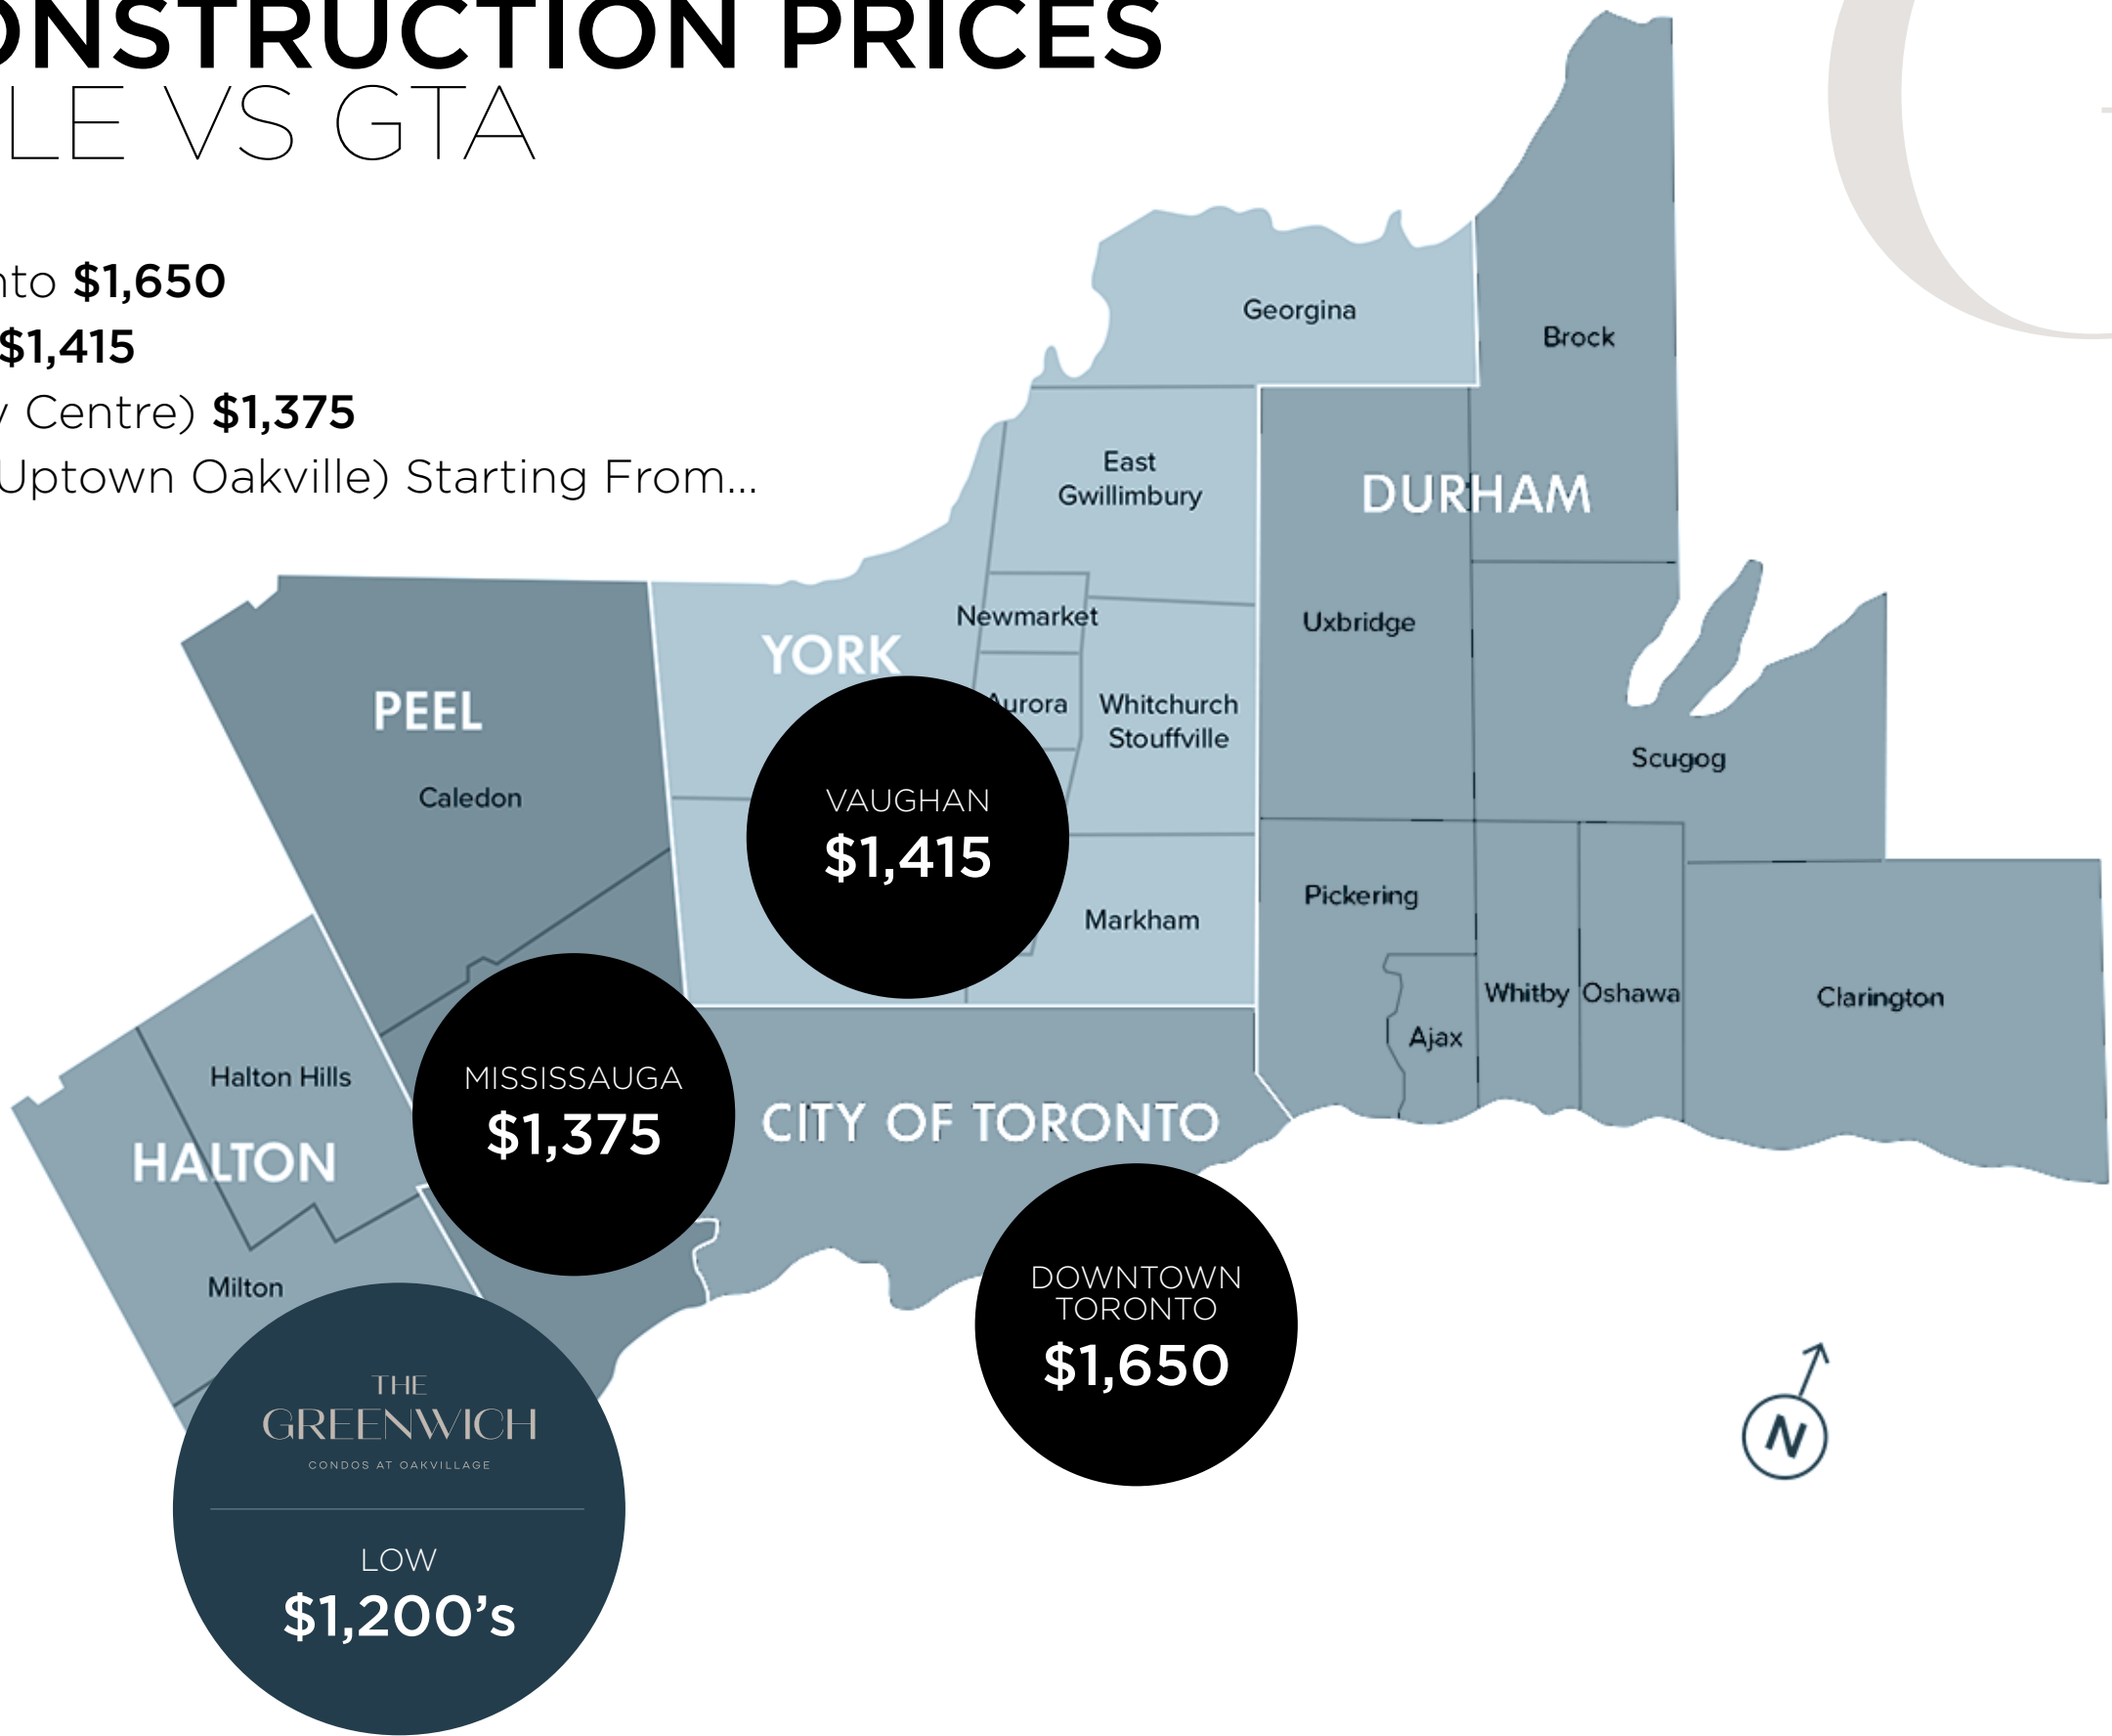 ONSTRUCTION PRICES
LE VS GTA
nto $1,650
$1,415
y Centre) $1,375
Uptown Oakville) Starting From...
Georgina
Brock
East
Gwillimbury
DURHAM
Newmarket
Uxbridge
YORK
PEEL
Aurora
Whitchurch
Stouffville
Scugog
Caledon
VAUGHAN
$1,415
Pickering
Markham
Whitby
Oshawa
Clarington
Ajax
Halton Hills
MISSISSAUGA
$1,375
CITY OF TORONTO
HALTON
Milton
DOWNTOWN
TORONTO
$1,650
THE
GREENWICH
CONDOS AT OAKVILLAGE
LOW
$1,200's
N